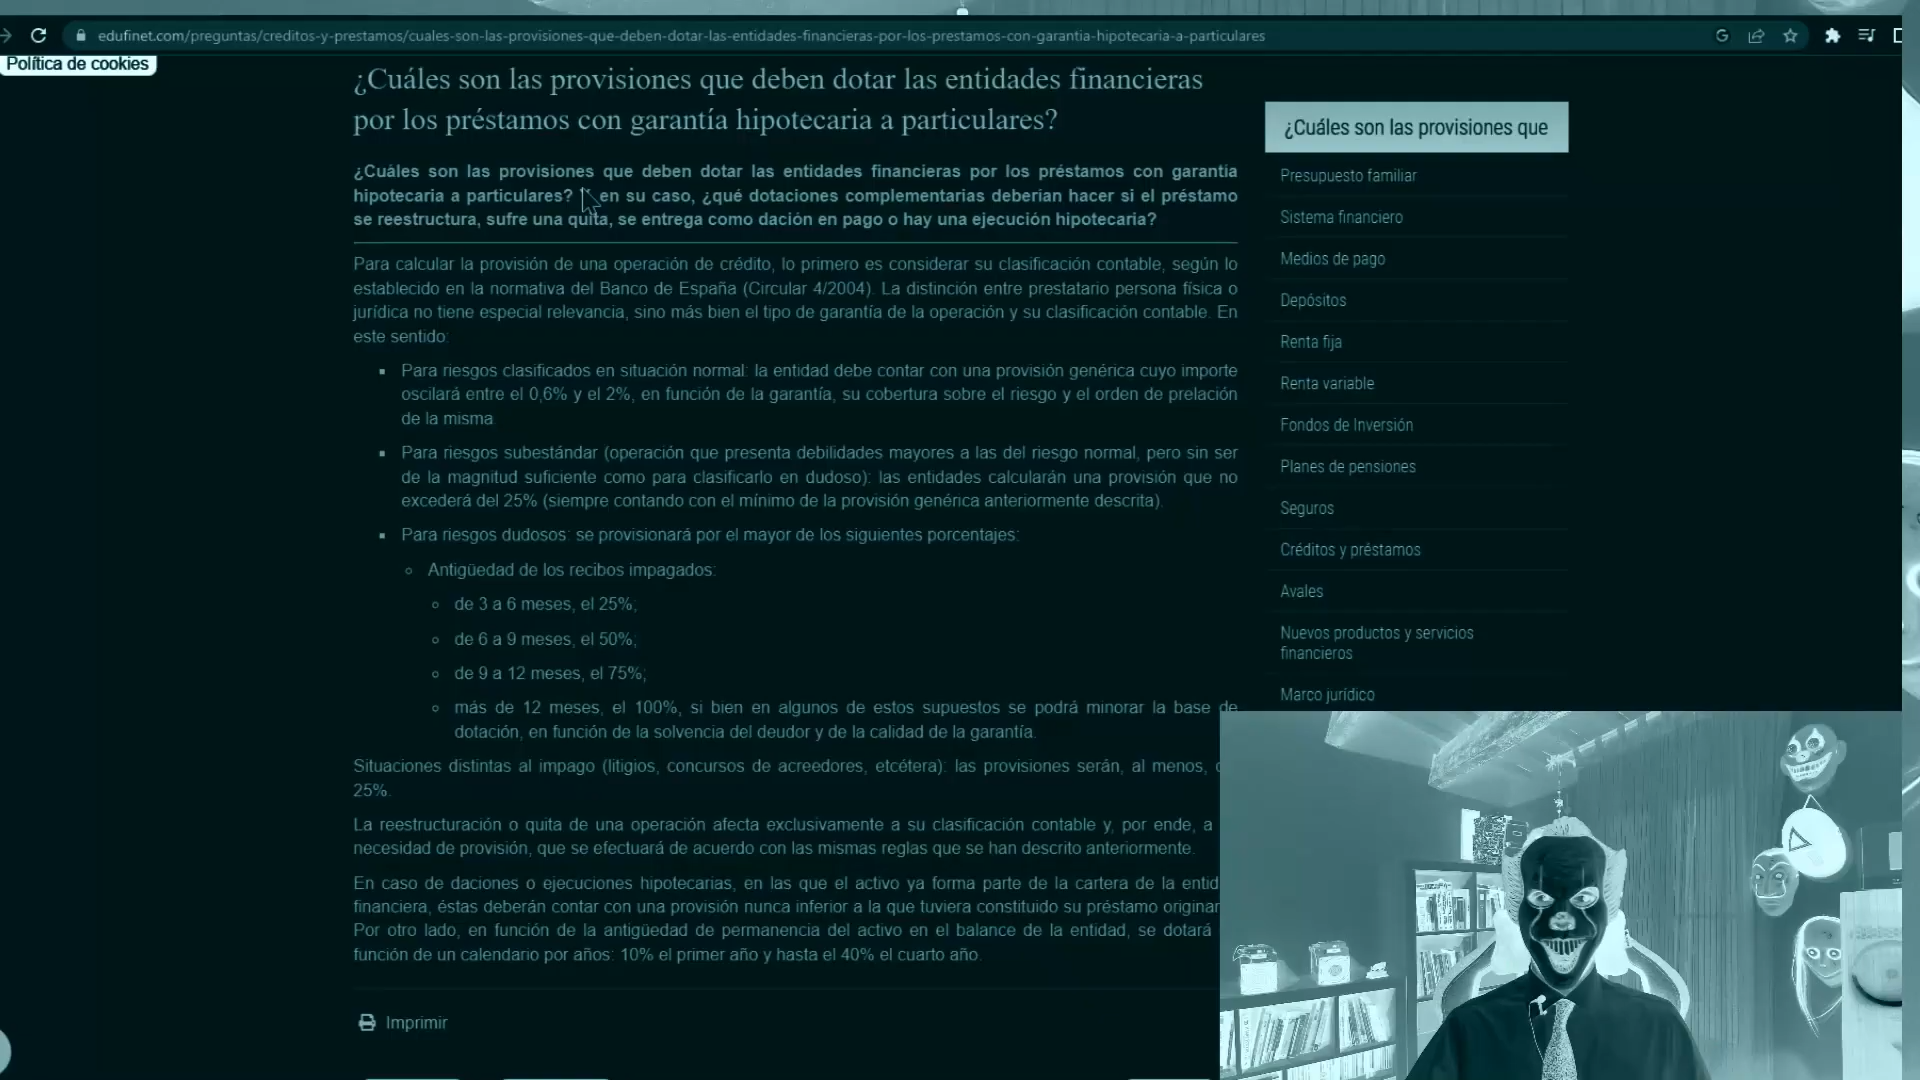 edufinet.com/preguntas/creditos-y-prestamos/cuales-son-las-provisiones-que-deben-dotar-las-entidades-financieras-por-los-prestamos-con-garantia-hipotecaria-a-particulares
Política de cookies
¿Cuáles son las provisiones que deben dotar las entidades financieras
por los préstamos con garantía hipotecaria a particulares?
¿Cuáles son las provisiones que deben dotar las entidades financieras por los préstamos con garantía
hipotecaria a particulares? en su caso, ¿qué dotaciones complementarias deberían hacer si el préstamo
se reestructura, sufre una quita, se entrega como dación en pago o hay una ejecución hipotecaria?
Para calcular la provisión de una operación de crédito, lo primero es considerar su clasificación contable, según lo
establecido en la normativa del Banco de España (Circular 4/2004). La distinción entre prestatario persona física o
jurídica no tiene especial relevancia, sino más bien el tipo de garantía de la operación y su clasificación contable. En
este sentido:
▪ Para riesgos clasificados en situación normal: la entidad debe contar con una provisión genérica cuyo importe
oscilará entre el 0,6% y el 2%, en función de la garantía, su cobertura sobre el riesgo y el orden de prelación
de la misma.
▪ Para riesgos subestándar (operación que presenta debilidades mayores a las del riesgo normal, pero sin ser
de la magnitud suficiente como para clasificarlo en dudoso): las entidades calcularán una provisión que no
excederá del 25% (siempre contando con el mínimo de la provisión genérica anteriormente descrita).
▪ Para riesgos dudosos: se provisionará por el mayor de los siguientes porcentajes:
○ Antigüedad de los recibos impagados:
○ de 3 a 6 meses, el 25%;
○ de 6 a 9 meses, el 50%;
○ de 9 a 12 meses, el 75%;
○ más de 12 meses, el 100%, si bien en algunos de estos supuestos se podrá minorar la base de
dotación, en función de la solvencia del deudor y de la calidad de la garantía.
Situaciones distintas al impago (litigios, concursos de acreedores, etcétera): las provisiones serán, al menos,
25%.
La reestructuración o quita de una operación afecta exclusivamente a su clasificación contable y, por ende, a
necesidad de provisión, que se efectuará de acuerdo con las mismas reglas que se han descrito anteriormente.
En caso de daciones o ejecuciones hipotecarias, en las que el activo ya forma parte de la cartera de la entid
financiera, éstas deberán contar con una provisión nunca inferior a la que tuviera constituido su préstamo originar
Por otro lado, en función de la antigüedad de permanencia del activo en el balance de la entidad, se dotará
función de un calendario por años: 10% el primer año y hasta el 40% el cuarto año.
Imprimir
¿Cuáles son las provisiones que
Presupuesto familiar
Sistema financiero
Medios de pago
Depósitos
Renta fija
Renta variable
Fondos de Inversión
Planes de pensiones
Seguros
Créditos y préstamos
Avales
Nuevos productos y servicios
financieros
Marco jurídico